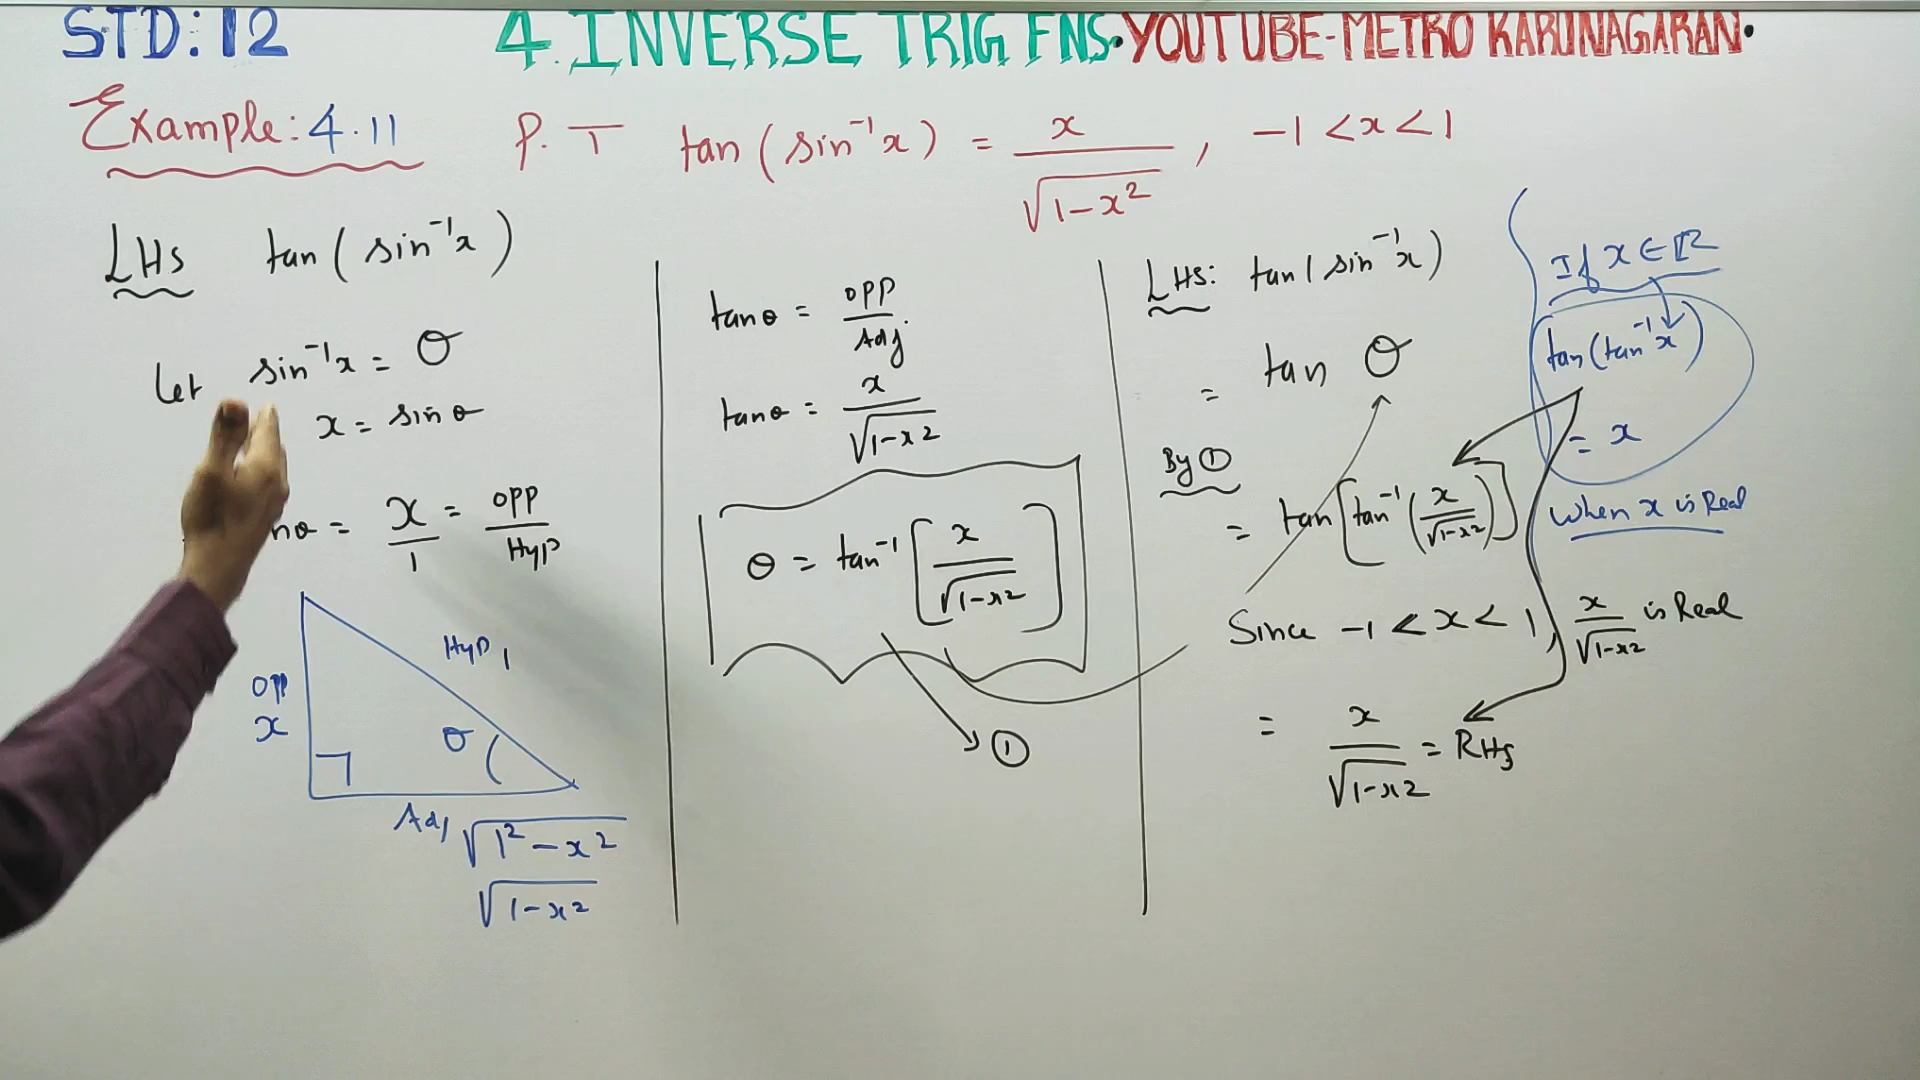 STD: 12 4. INVERSE TRIG FNS. YOUTUBE-METRO KARUNAGARAN.
Example: 4.11 P.T tan(sin⁻¹x) = x/√(1-x²), -1 < x < 1
LHS tan(sin⁻¹x)
Let sin⁻¹x = θ
x = sin θ
nθ = x/1 = opp/Hyp
Hyp 1
opp
x
θ
Adj √(1²-x²)
√(1-x²)
tanθ = opp/Adj.
tanθ = x/√(1-x²)
θ = tan⁻¹[x/√(1-x²)]
①
LHS: tan(sin⁻¹x)
= tan θ
By ①
= tan[tan⁻¹(x/√(1-x²))]
Since -1 < x < 1, x/√(1-x²) is Real
= x/√(1-x²) = RHS
If x ∈ R
tan(tan⁻¹x)
= x
When x is Real